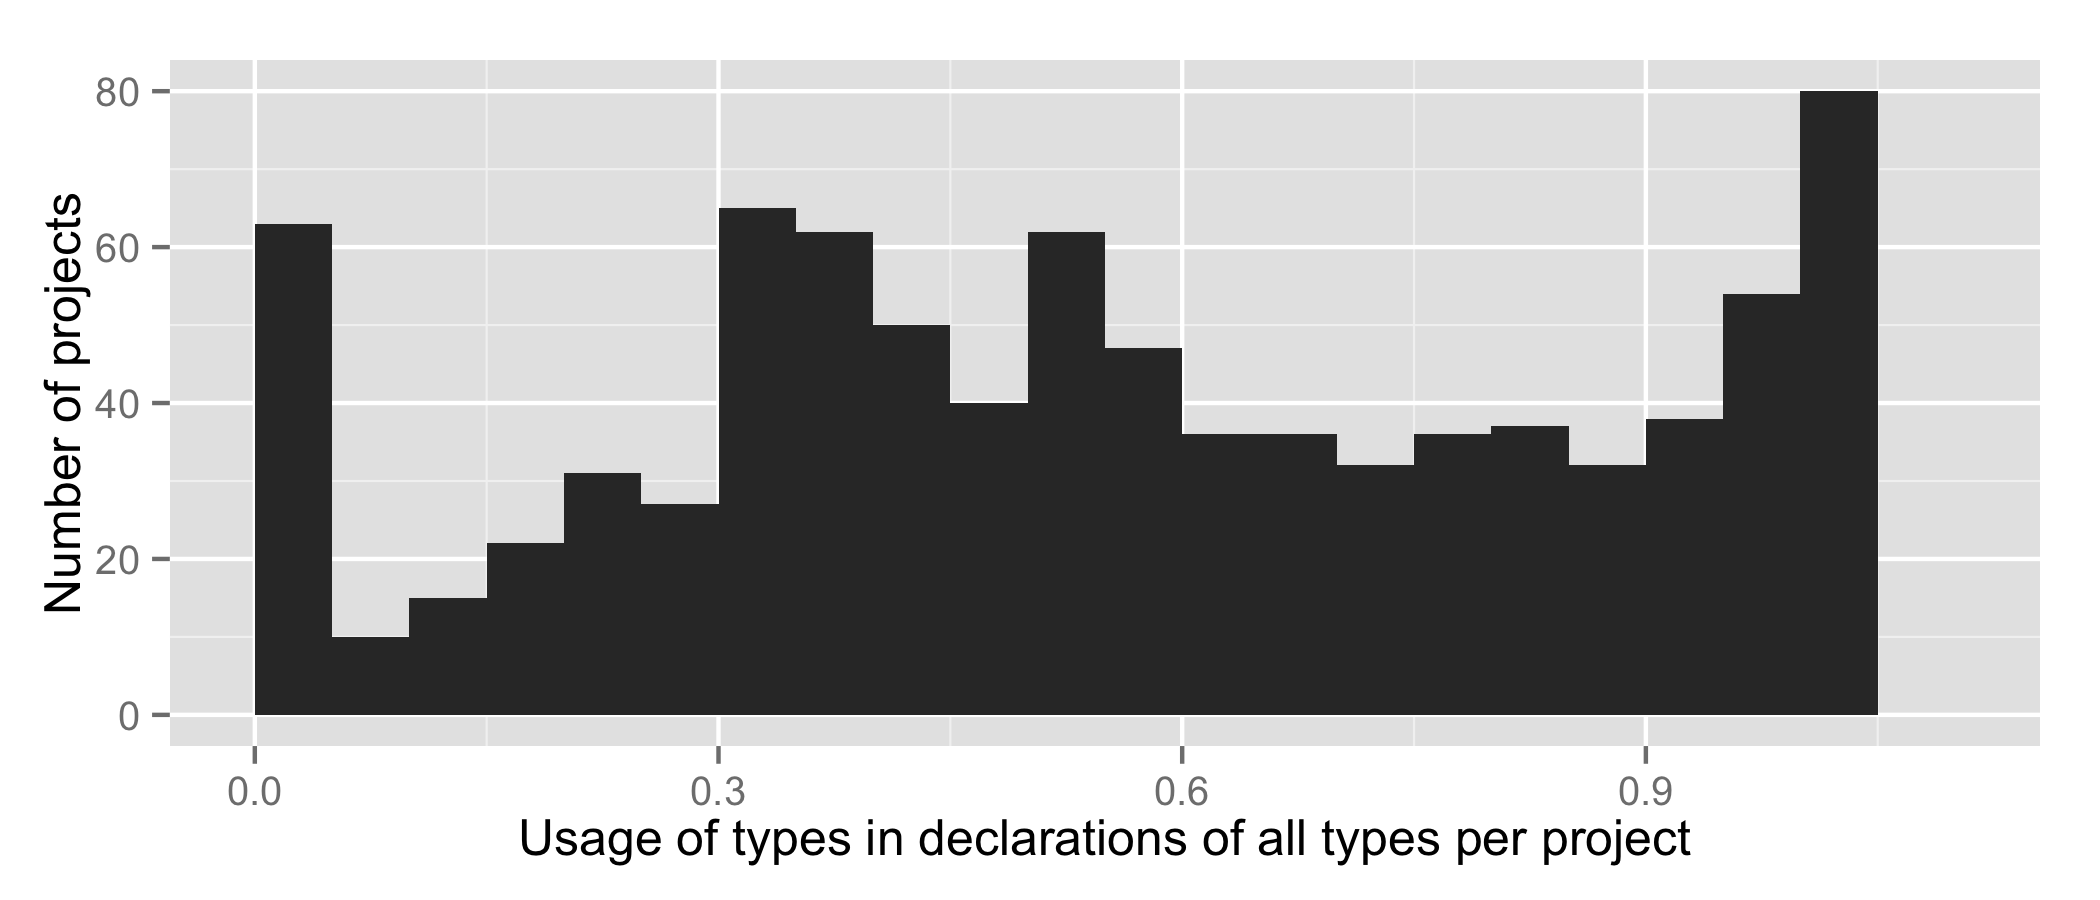 80
60
40
20
0
Number of projects
0.0 0.3 0.6 0.9
Usage of types in declarations of all types per project